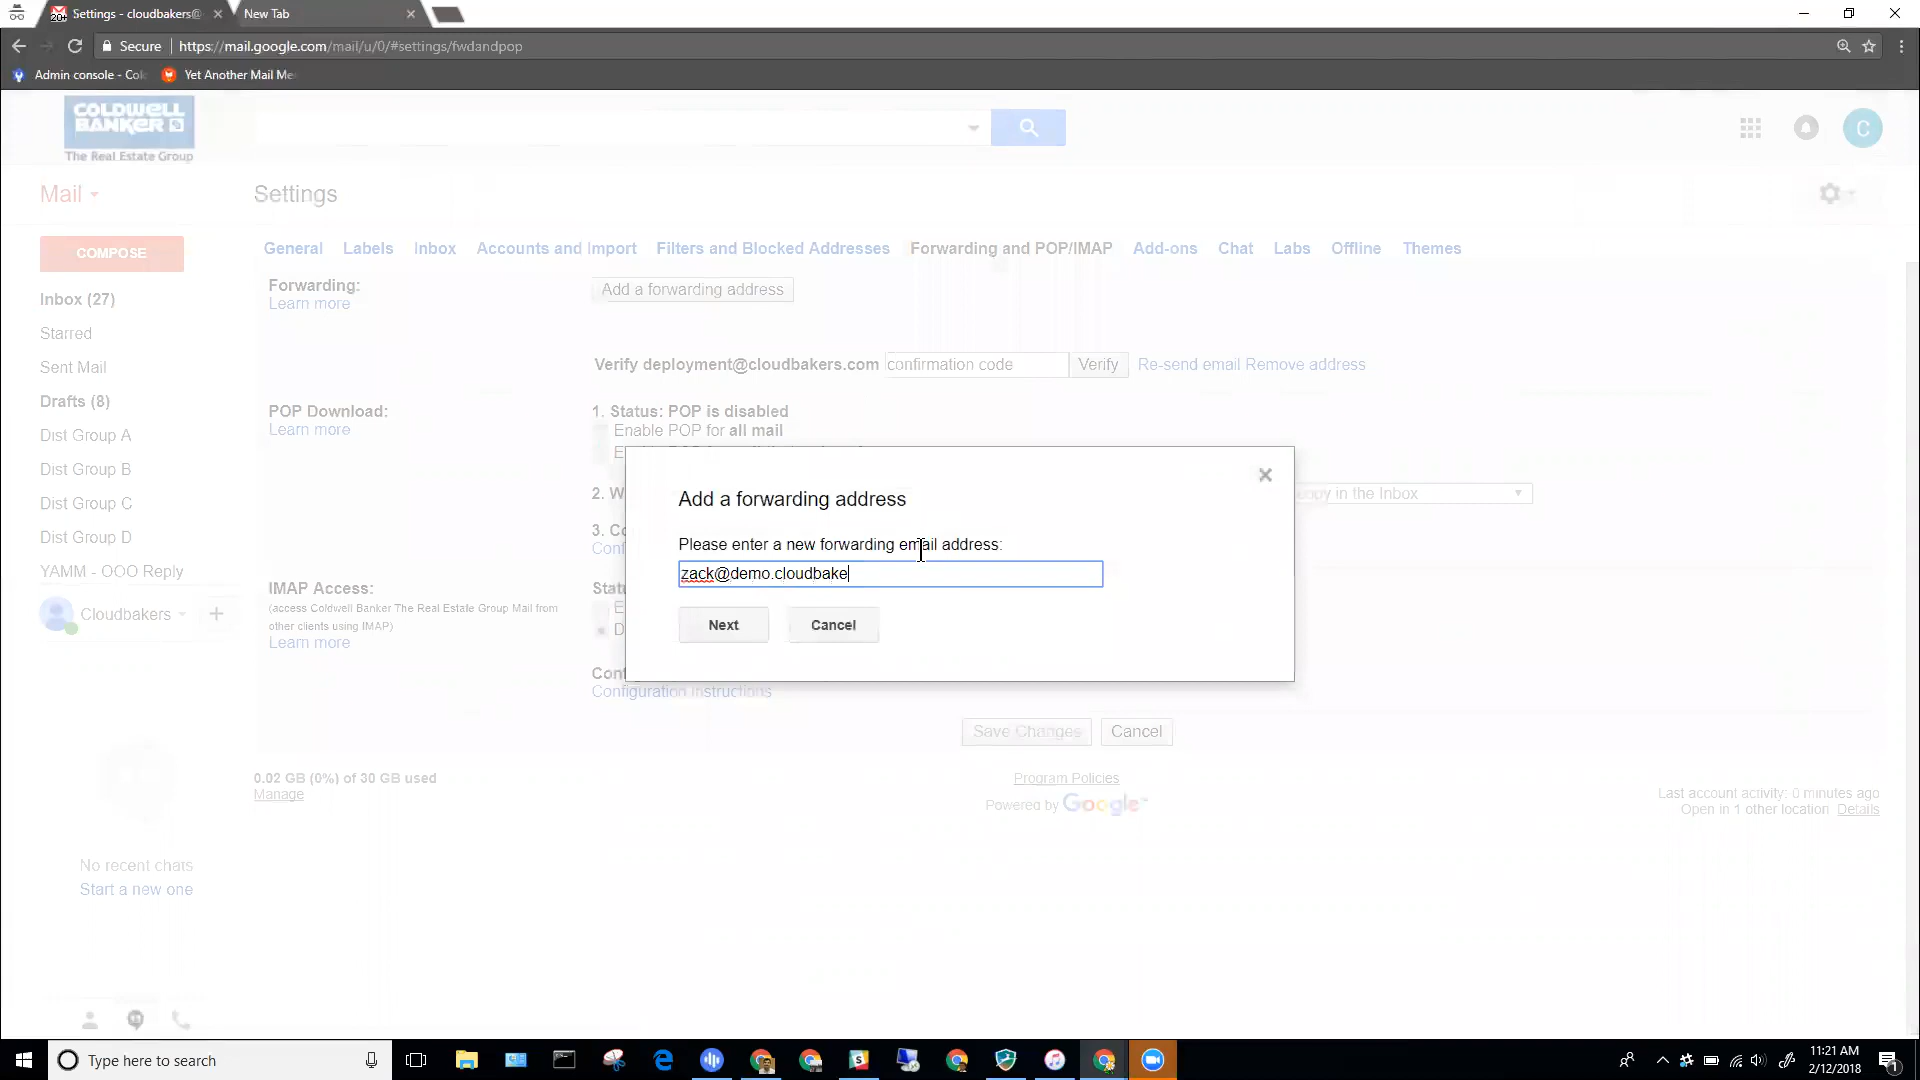 Settings - cloudbakers@
New Tab
Secure
https://mail.google.com/mail/u/0/#settings/fwdandpop
Admin console - Col
Yet Another Mail Me
COLDWELL
BANKER
The Real Estate Group
C
Mail
Settings
COMPOSE
General
Labels
Inbox
Accounts and Import
Filters and Blocked Addresses
Forwarding and POP/IMAP
Add-ons
Chat
Labs
Offline
Themes
Inbox (27)
Starred
Sent Mail
Drafts (8)
Dist Group A
Dist Group B
Dist Group C
Dist Group D
YAMM - OOO Reply
Cloudbakers
Forwarding:
Learn more
Add a forwarding address
Verify deployment@cloudbakers.com
confirmation code
Verify
Re-send email Remove address
POP Download:
Learn more
1. Status: POP is disabled
Enable POP for all mail
2. W
copy in the Inbox
3. Co
Conf
IMAP Access:
(access Coldwell Banker The Real Estate Group Mail from
other clients using IMAP)
Learn more
Statu
E
D
Conf
Configuration instructions
Add a forwarding address
Please enter a new forwarding email address:
zack@demo.cloudbake
Next
Cancel
Save Changes
Cancel
0.02 GB (0%) of 30 GB used
Manage
Program Policies
Powered by Google
Last account activity: 0 minutes ago
Open in 1 other location Details
No recent chats
Start a new one
Type here to search
11:21 AM
2/12/2018